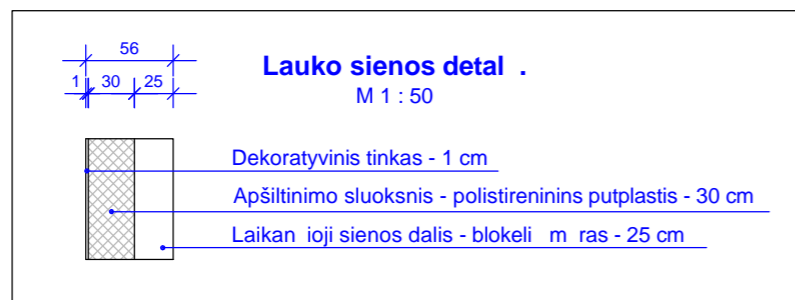 56
1 30 25
Lauko sienos detal .
M 1 : 50
Dekoratyvinis tinkas - 1 cm
Apšiltinimo sluoksnis - polistireninins putplastis - 30 cm
Laikan ioji sienos dalis - blokeli m ras - 25 cm